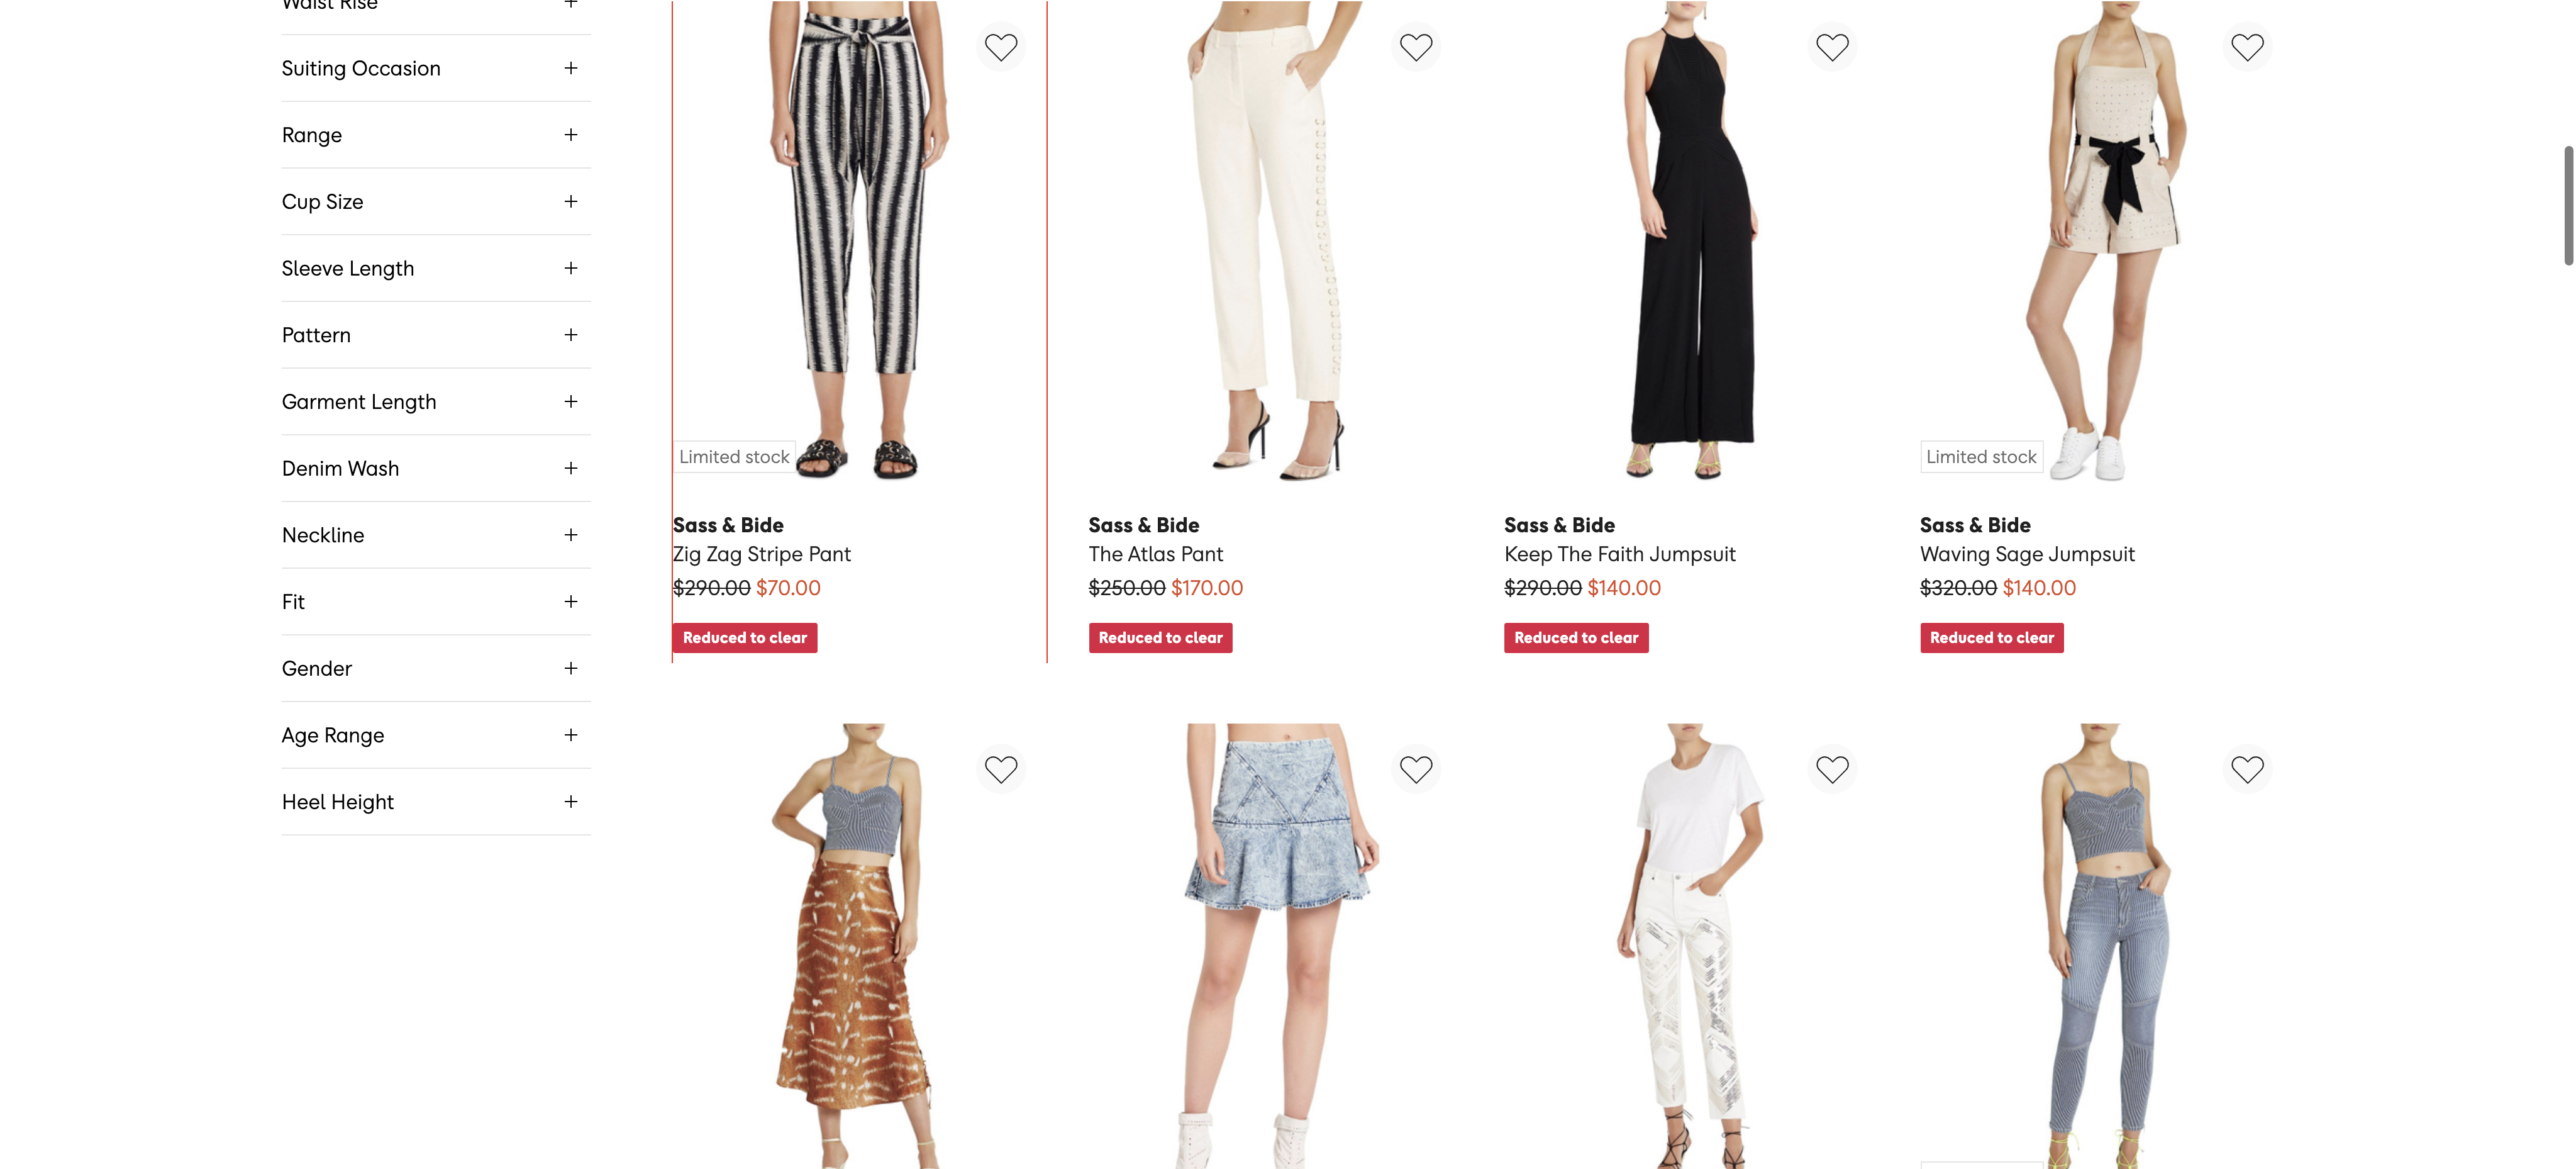 Waist Rise
Suiting Occasion
Range
Cup Size
Sleeve Length
Pattern
Garment Length
Denim Wash
Neckline
Fit
Gender
Age Range
Heel Height
Limited stock
Sass & Bide
Zig Zag Stripe Pant
$290.00 $70.00
Reduced to clear
Sass & Bide
The Atlas Pant
$250.00 $170.00
Reduced to clear
Sass & Bide
Keep The Faith Jumpsuit
$290.00 $140.00
Reduced to clear
Limited stock
Sass & Bide
Waving Sage Jumpsuit
$320.00 $140.00
Reduced to clear